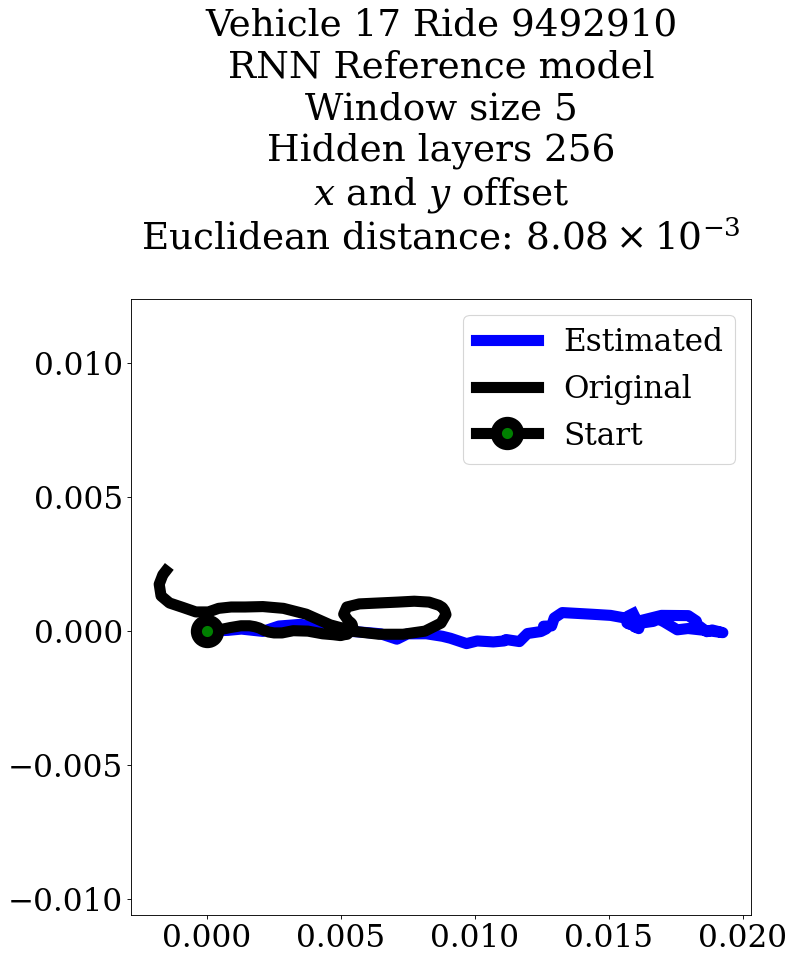 Vehicle 17 Ride 9492910
RNN Reference model
Window size 5
Hidden layers 256
x and y offset
Euclidean distance: 8.08 × 10⁻³
Estimated
Original
Start
0.010
0.005
0.000
−0.005
−0.010
0.000 0.005 0.010 0.015 0.020